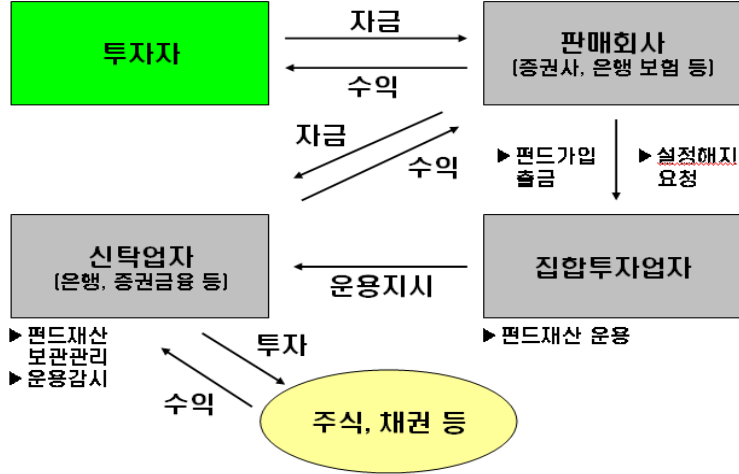 투자자
자금
수익
판매회사
(증권사, 은행 보험 등)
자금
수익
▶ 펀드가입
출금
▶ 설정해지
요청
신탁업자
(은행, 증권금융 등)
운용지시
집합투자업자
▶ 펀드재산
보관관리
▶ 운용감시
▶ 펀드재산 운용
투자
수익
주식, 채권 등